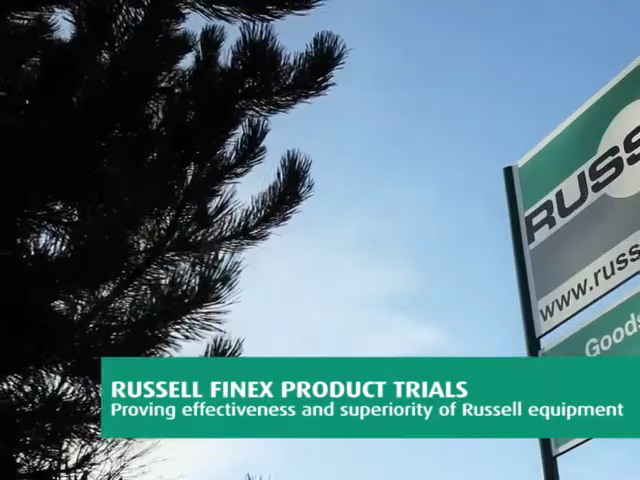 RUSS
www.russ
Goods
RUSSELL FINEX PRODUCT TRIALS
Proving effectiveness and superiority of Russell equipment